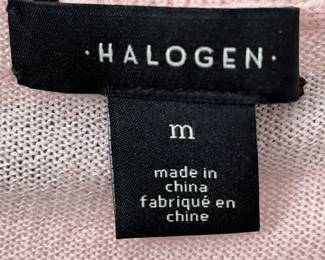 ·HALOGEN·
m
made in
china
fabriqué en
chine